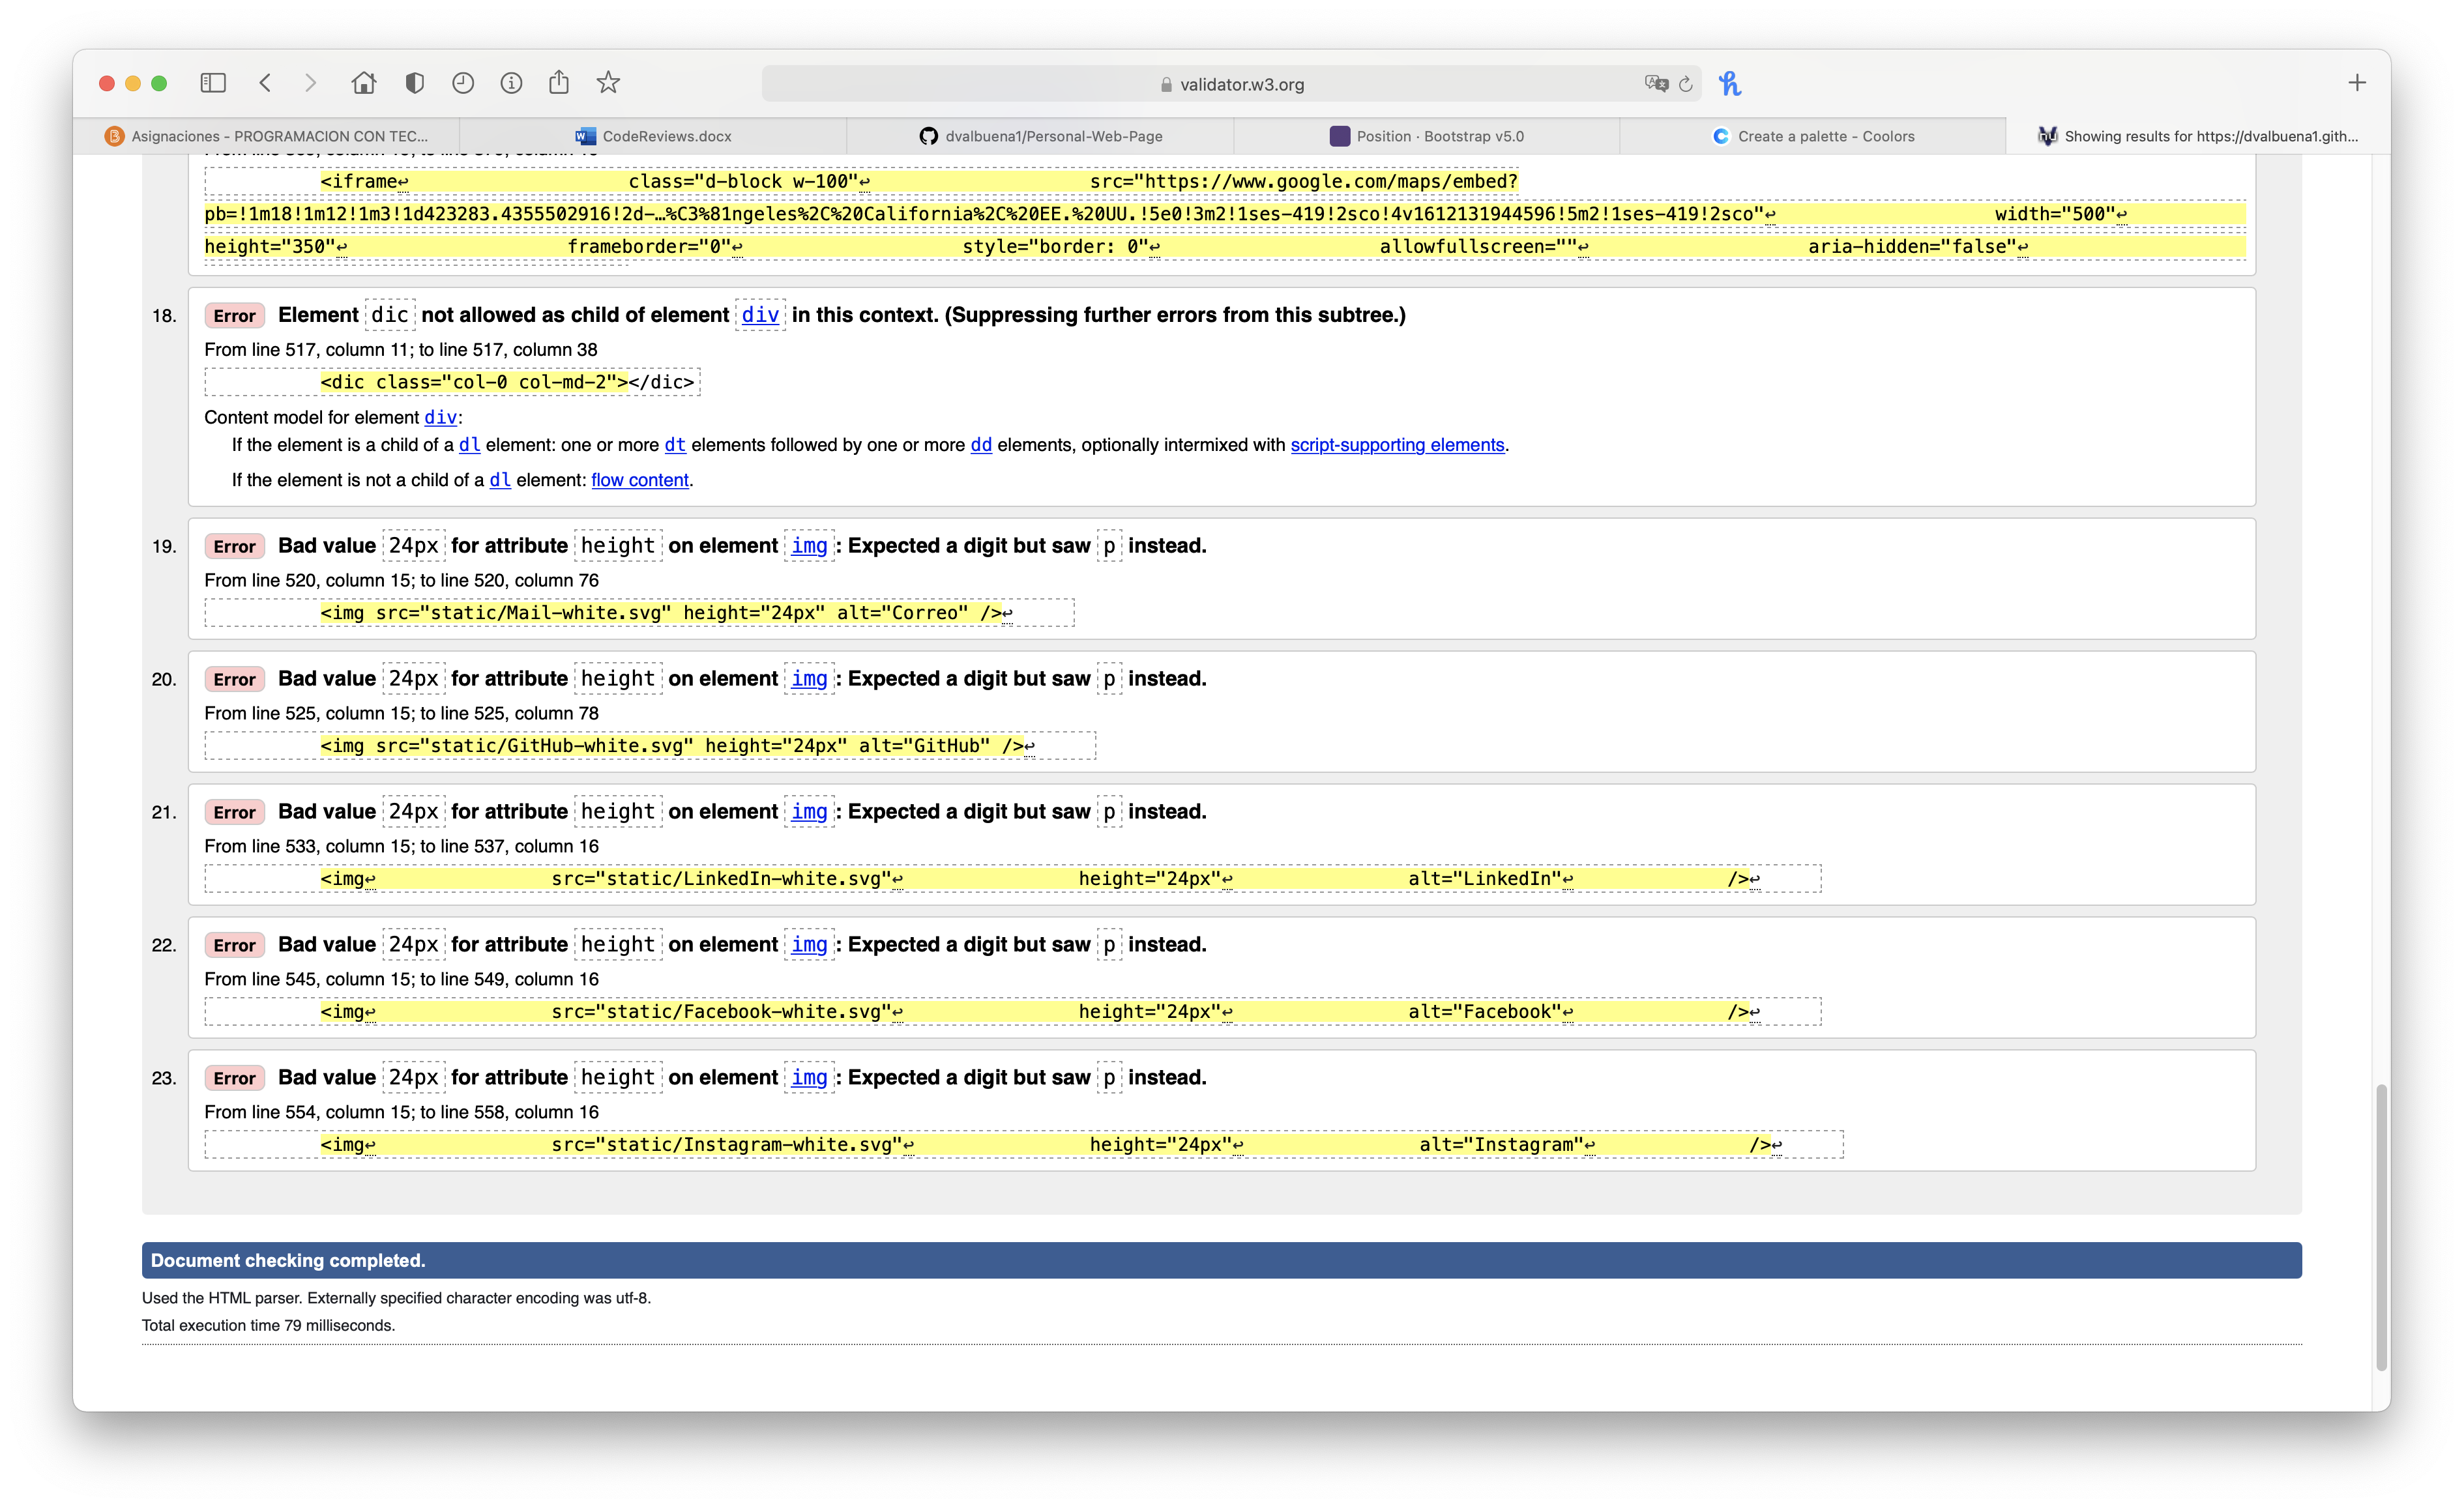 validator.w3.org
Asignaciones - PROGRAMACION CON TEC...
CodeReviews.docx
dvalbuena1/Personal-Web-Page
Position · Bootstrap v5.0
Create a palette - Coolors
Showing results for https://dvalbuena1.gith...
<iframe↩ class="d-block w-100"↩ src="https://www.google.com/maps/embed?
pb=!1m18!1m12!1m3!1d423283.4355502916!2d-…%C3%81ngeles%2C%20California%2C%20EE.%20UU.!5e0!3m2!1ses-419!2sco!4v1612131944596!5m2!1ses-419!2sco"↩ width="500"↩
height="350"↩ frameborder="0"↩ style="border: 0"↩ allowfullscreen=""↩ aria-hidden="false"↩
18. Error Element dic not allowed as child of element div in this context. (Suppressing further errors from this subtree.)
From line 517, column 11; to line 517, column 38
<dic class="col-0 col-md-2"></dic>
Content model for element div:
If the element is a child of a dl element: one or more dt elements followed by one or more dd elements, optionally intermixed with script-supporting elements.
If the element is not a child of a dl element: flow content.
19. Error Bad value 24px for attribute height on element img: Expected a digit but saw p instead.
From line 520, column 15; to line 520, column 76
<img src="static/Mail-white.svg" height="24px" alt="Correo" />↩
20. Error Bad value 24px for attribute height on element img: Expected a digit but saw p instead.
From line 525, column 15; to line 525, column 78
<img src="static/GitHub-white.svg" height="24px" alt="GitHub" />↩
21. Error Bad value 24px for attribute height on element img: Expected a digit but saw p instead.
From line 533, column 15; to line 537, column 16
<img↩ src="static/LinkedIn-white.svg"↩ height="24px"↩ alt="LinkedIn"↩ />↩
22. Error Bad value 24px for attribute height on element img: Expected a digit but saw p instead.
From line 545, column 15; to line 549, column 16
<img↩ src="static/Facebook-white.svg"↩ height="24px"↩ alt="Facebook"↩ />↩
23. Error Bad value 24px for attribute height on element img: Expected a digit but saw p instead.
From line 554, column 15; to line 558, column 16
<img↩ src="static/Instagram-white.svg"↩ height="24px"↩ alt="Instagram"↩ />↩
Document checking completed.
Used the HTML parser. Externally specified character encoding was utf-8.
Total execution time 79 milliseconds.